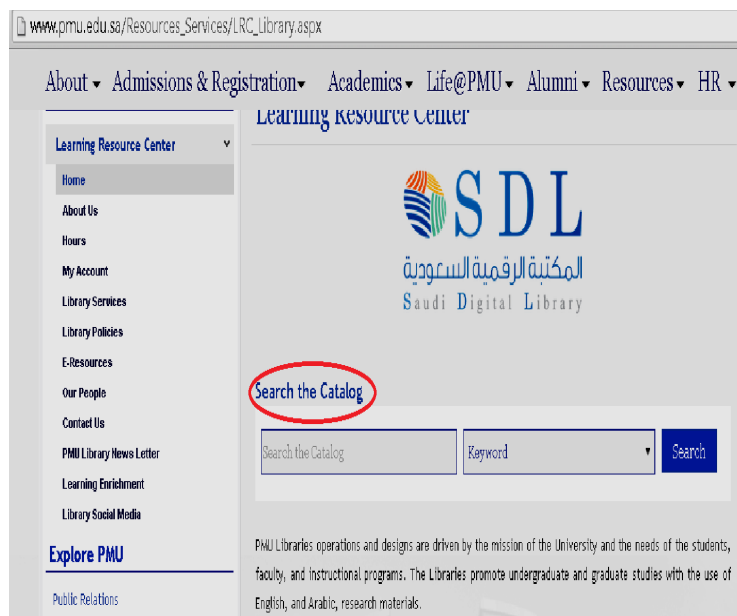 www.pmu.edu.sa/Resources_Services/LRC_Library.aspx
About Admissions & Registration Academics Life@PMU Alumni Resources HR
Learning Resource Center
Learning Resource Center
Home
About Us
Hours
My Account
Library Services
Library Policies
E-Resources
Our People
Contact Us
PMU Library News Letter
Learning Enrichment
Library Social Media
Explore PMU
Public Relations
SDL
المكتبة الرقمية السعودية
Saudi Digital Library
Search the Catalog
Search the Catalog Keyword Search
PMU Libraries operations and designs are driven by the mission of the University and the needs of the students,
faculty, and instructional programs. The Libraries promote undergraduate and graduate studies with the use of
English, and Arabic, research materials.